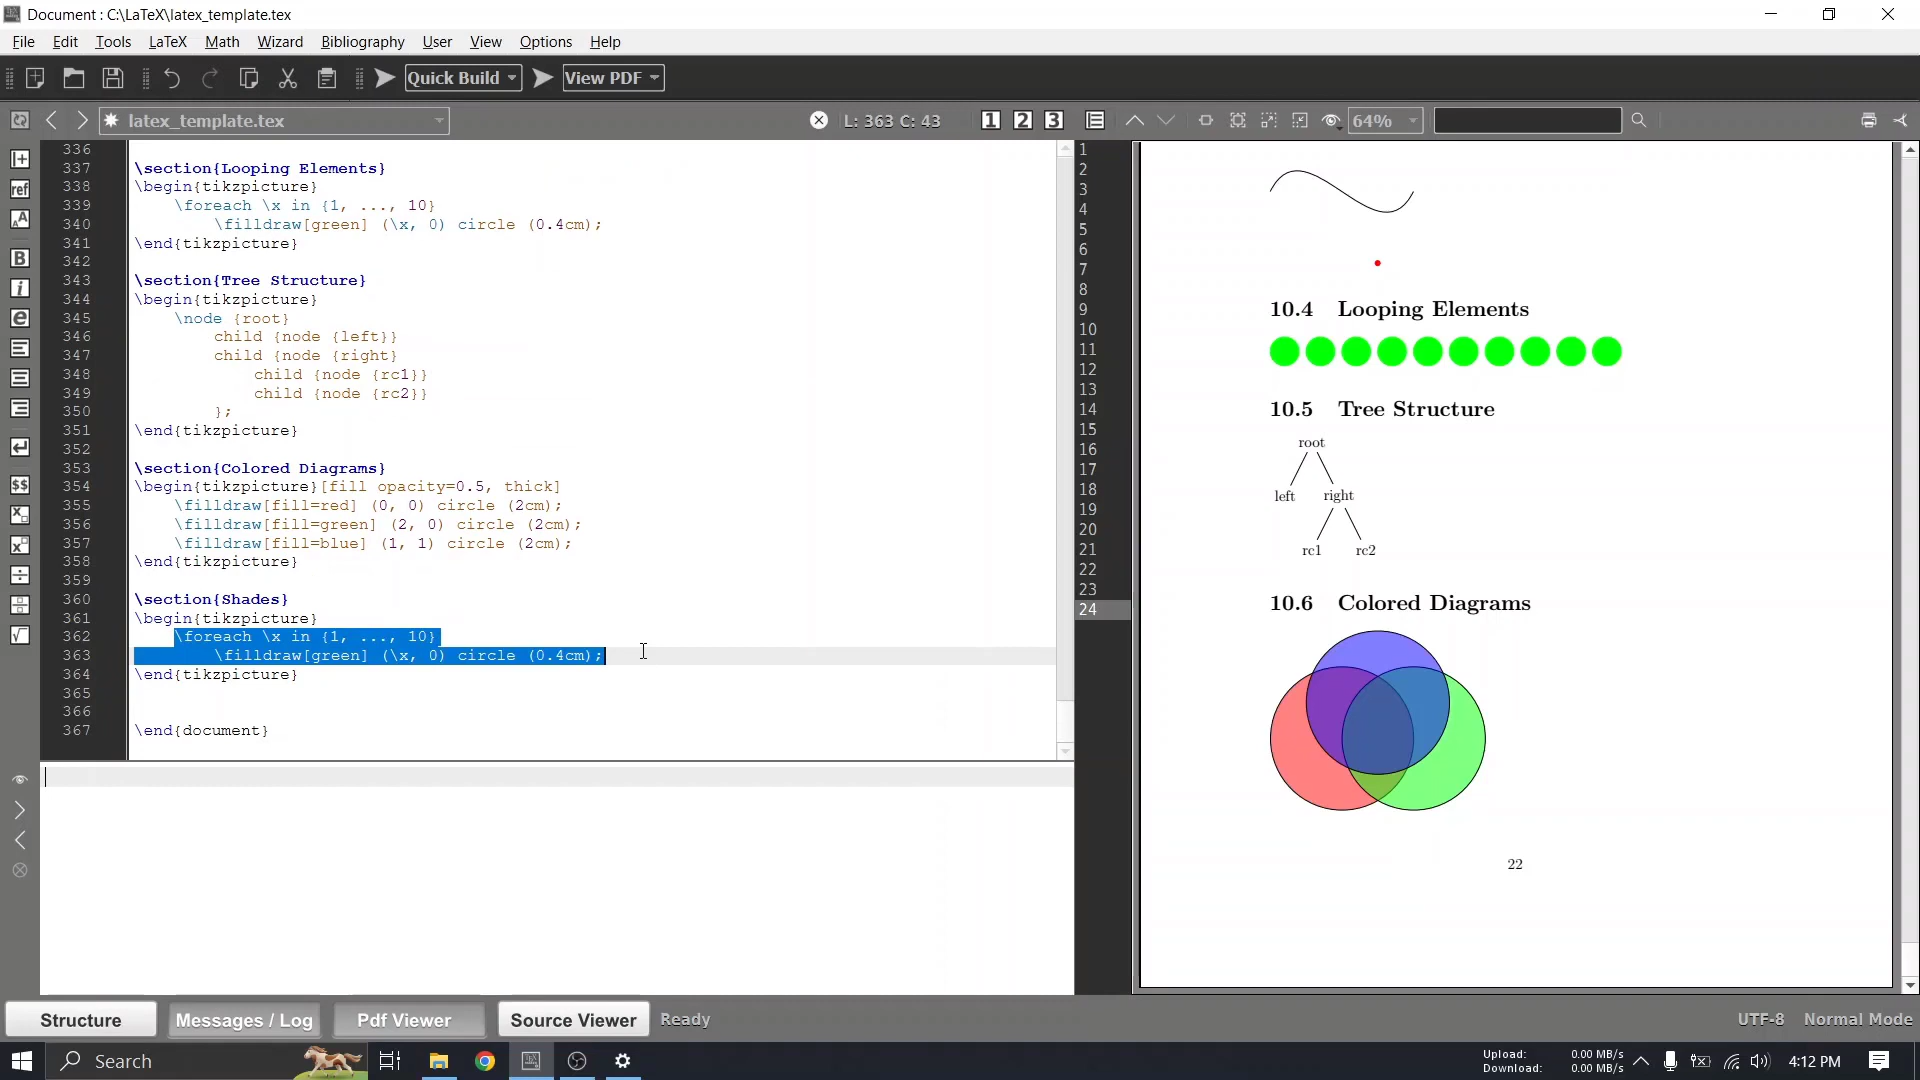 Document : C:\LaTeX\latex_template.tex
File Edit Tools LaTeX Math Wizard Bibliography User View Options Help
Quick Build View PDF
latex_template.tex L: 363 C: 43 1 2 3 64%
336
337 \section{Looping Elements}
338 \begin{tikzpicture}
339 \foreach \x in {1, ..., 10}
340 \filldraw[green] (\x, 0) circle (0.4cm);
341 \end{tikzpicture}
342
343 \section{Tree Structure}
344 \begin{tikzpicture}
345 \node {root}
346 child {node {left}}
347 child {node {right}
348 child {node {rc1}}
349 child {node {rc2}}
350 };
351 \end{tikzpicture}
352
353 \section{Colored Diagrams}
354 \begin{tikzpicture}[fill opacity=0.5, thick]
355 \filldraw[fill=red] (0, 0) circle (2cm);
356 \filldraw[fill=green] (2, 0) circle (2cm);
357 \filldraw[fill=blue] (1, 1) circle (2cm);
358 \end{tikzpicture}
359
360 \section{Shades}
361 \begin{tikzpicture}
362 \foreach \x in {1, ..., 10}
363 \filldraw[green] (\x, 0) circle (0.4cm);
364 \end{tikzpicture}
365
366
367 \end{document}
ref
1
2
3
4
5
6
7
8
9
10
11
12
13
14
15
16
17
18
19
20
21
22
23
24
10.4 Looping Elements
10.5 Tree Structure
root
left right
rc1 rc2
10.6 Colored Diagrams
22
Structure Messages / Log Pdf Viewer Source Viewer Ready UTF-8 Normal Mode
Search
Upload: 0.00 MB/s
Download: 0.00 MB/s
4:12 PM